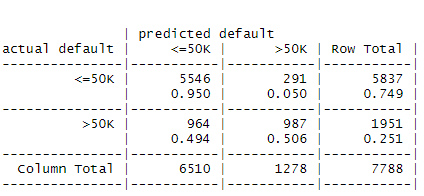 | predicted default
actual default | <=50K | >50K | Row Total |
---------------|-----------|-----------|-----------|
<=50K | 5546 | 291 | 5837 |
| 0.950 | 0.050 | 0.749 |
---------------|-----------|-----------|-----------|
>50K | 964 | 987 | 1951 |
| 0.494 | 0.506 | 0.251 |
---------------|-----------|-----------|-----------|
Column Total | 6510 | 1278 | 7788 |
---------------|-----------|-----------|-----------|